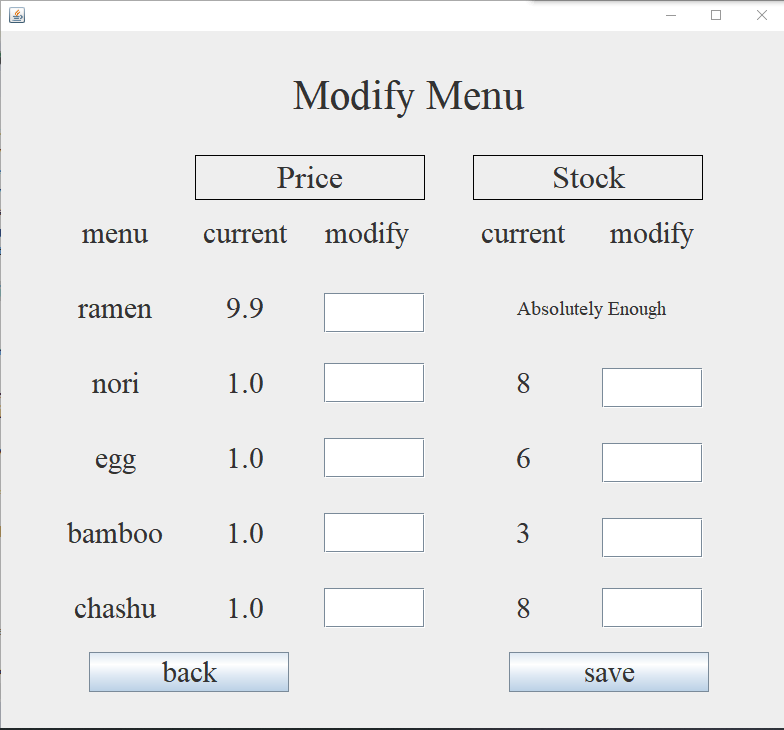 Modify Menu
Price Stock
menu current modify current modify
ramen 9.9 Absolutely Enough
nori 1.0 8
egg 1.0 6
bamboo 1.0 3
chashu 1.0 8
back save